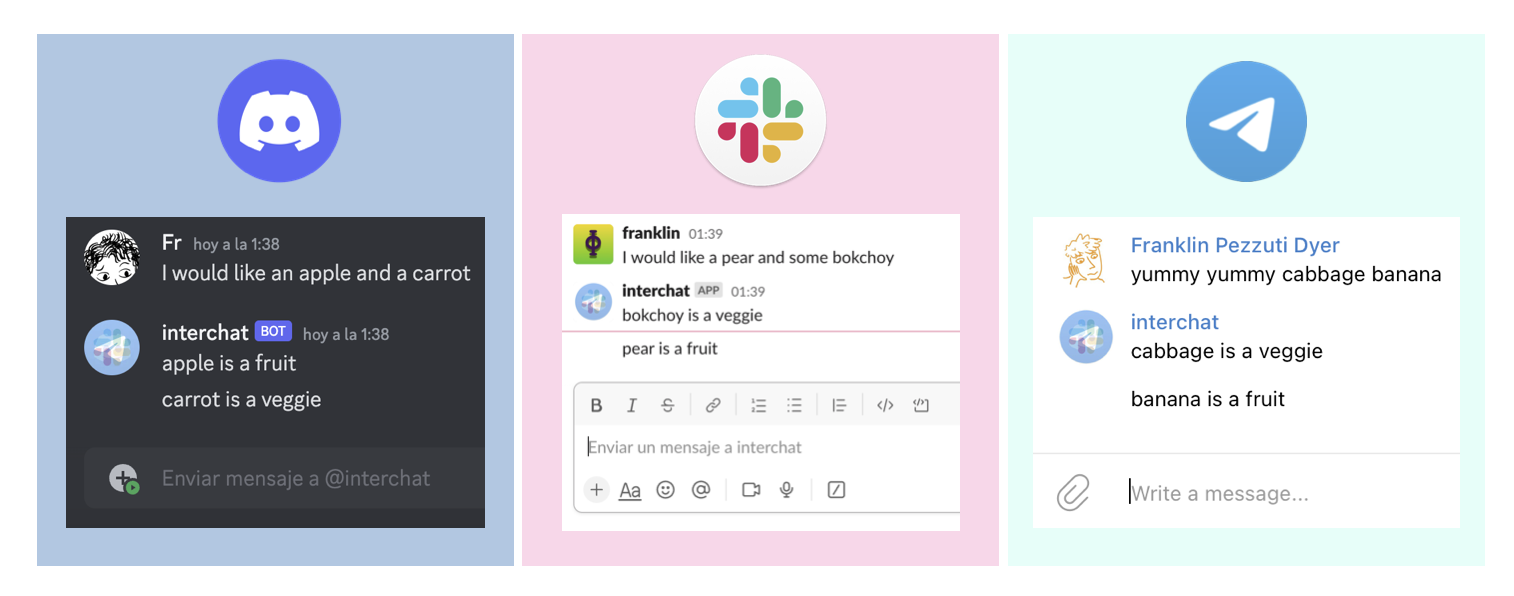 Fr hoy a la 1:38
I would like an apple and a carrot
interchat BOT hoy a la 1:38
apple is a fruit
carrot is a veggie
Enviar mensaje a @interchat
franklin 01:39
I would like a pear and some bokchoy
interchat APP 01:39
bokchoy is a veggie
pear is a fruit
B I S
Enviar un mensaje a interchat
Aa
Franklin Pezzuti Dyer
yummy yummy cabbage banana
interchat
cabbage is a veggie
banana is a fruit
Write a message...